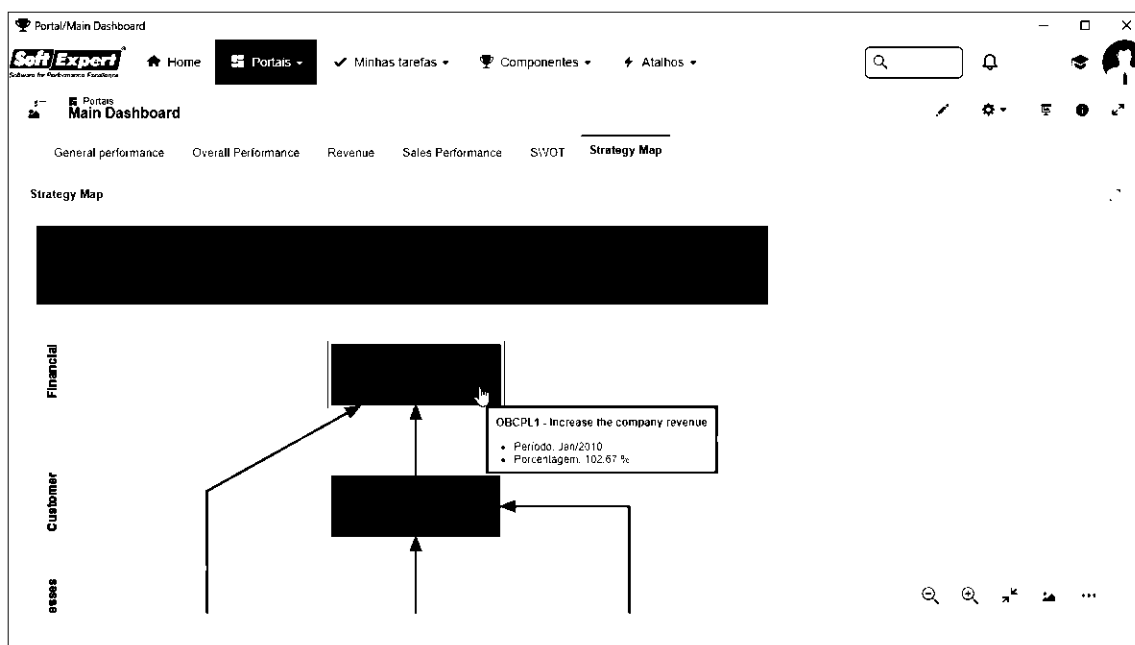 Portal/Main Dashboard
SoftExpert®
Software for Performance Excellence
Home
Portais
Minhas tarefas
Componentes
Atalhos
Portais
Main Dashboard
General performance
Overall Performance
Revenue
Sales Performance
SWOT
Strategy Map
Strategy Map
Financial
OBCPL1 - Increase the company revenue
• Período: Jan/2010
• Porcentagem: 102.67 %
Customer
esses